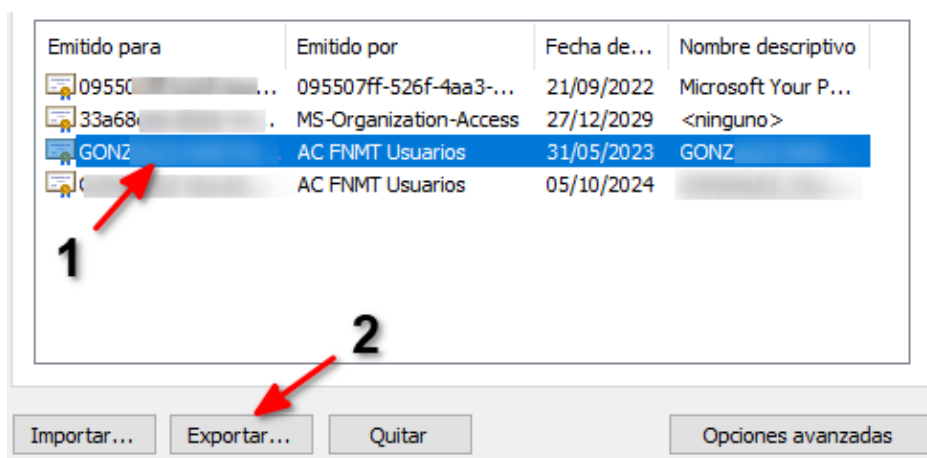 Emitido para Emitido por Fecha de... Nombre descriptivo
09550 ... 095507ff-526f-4aa3-... 21/09/2022 Microsoft Your P...
33a68 . MS-Organization-Access 27/12/2029 <ninguno>
GONZ . AC FNMT Usuarios 31/05/2023 GONZ
AC FNMT Usuarios 05/10/2024
1
2
Importar... Exportar... Quitar Opciones avanzadas